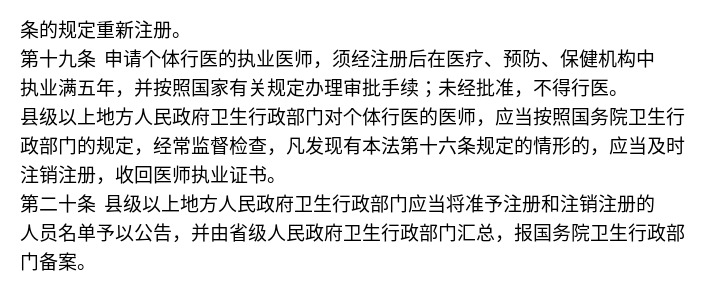 条的规定重新注册。
第十九条 申请个体行医的执业医师，须经注册后在医疗、预防、保健机构中
执业满五年，并按照国家有关规定办理审批手续；未经批准，不得行医。
县级以上地方人民政府卫生行政部门对个体行医的医师，应当按照国务院卫生行
政部门的规定，经常监督检查，凡发现有本法第十六条规定的情形的，应当及时
注销注册，收回医师执业证书。
第二十条 县级以上地方人民政府卫生行政部门应当将准予注册和注销注册的
人员名单予以公告，并由省级人民政府卫生行政部门汇总，报国务院卫生行政部
门备案。